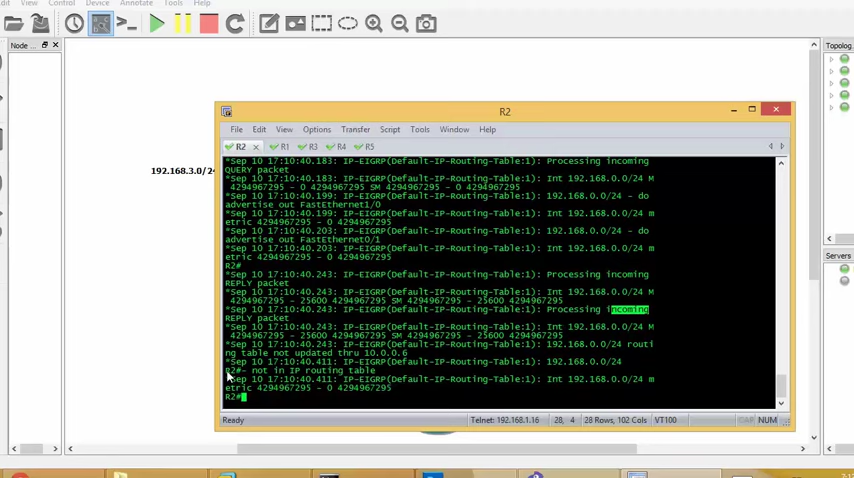 dit View Control Device Annotate Tools Help
Node ...
Topolog
R2
File Edit View Options Transfer Script Tools Window Help
R2 R1 R3 R4 R5
192.168.3.0/24
*Sep 10 17:10:40.183: IP-EIGRP(Default-IP-Routing-Table:1): Processing incoming
QUERY packet
*Sep 10 17:10:40.183: IP-EIGRP(Default-IP-Routing-Table:1): Int 192.168.0.0/24 M
4294967295 - 0 4294967295 SM 4294967295 - 0 4294967295
*Sep 10 17:10:40.199: IP-EIGRP(Default-IP-Routing-Table:1): 192.168.0.0/24 - do
advertise out FastEthernet1/0
*Sep 10 17:10:40.199: IP-EIGRP(Default-IP-Routing-Table:1): Int 192.168.0.0/24 m
etric 4294967295 - 0 4294967295
*Sep 10 17:10:40.203: IP-EIGRP(Default-IP-Routing-Table:1): 192.168.0.0/24 - do
advertise out FastEthernet0/1
*Sep 10 17:10:40.203: IP-EIGRP(Default-IP-Routing-Table:1): Int 192.168.0.0/24 m
etric 4294967295 - 0 4294967295
R2#
*Sep 10 17:10:40.243: IP-EIGRP(Default-IP-Routing-Table:1): Processing incoming
REPLY packet
*Sep 10 17:10:40.243: IP-EIGRP(Default-IP-Routing-Table:1): Int 192.168.0.0/24 M
4294967295 - 25600 4294967295 SM 4294967295 - 25600 4294967295
*Sep 10 17:10:40.243: IP-EIGRP(Default-IP-Routing-Table:1): Processing incoming
REPLY packet
*Sep 10 17:10:40.243: IP-EIGRP(Default-IP-Routing-Table:1): Int 192.168.0.0/24 M
4294967295 - 25600 4294967295 SM 4294967295 - 25600 4294967295
*Sep 10 17:10:40.243: IP-EIGRP(Default-IP-Routing-Table:1): 192.168.0.0/24 routi
ng table not updated thru 10.0.0.6
*Sep 10 17:10:40.411: IP-EIGRP(Default-IP-Routing-Table:1): 192.168.0.0/24
R2#- not in IP routing table
*Sep 10 17:10:40.411: IP-EIGRP(Default-IP-Routing-Table:1): Int 192.168.0.0/24 m
etric 4294967295 - 0 4294967295
R2#
Servers
Ready Telnet: 192.168.1.16 28, 4 28 Rows, 102 Cols VT100 CAP NUM